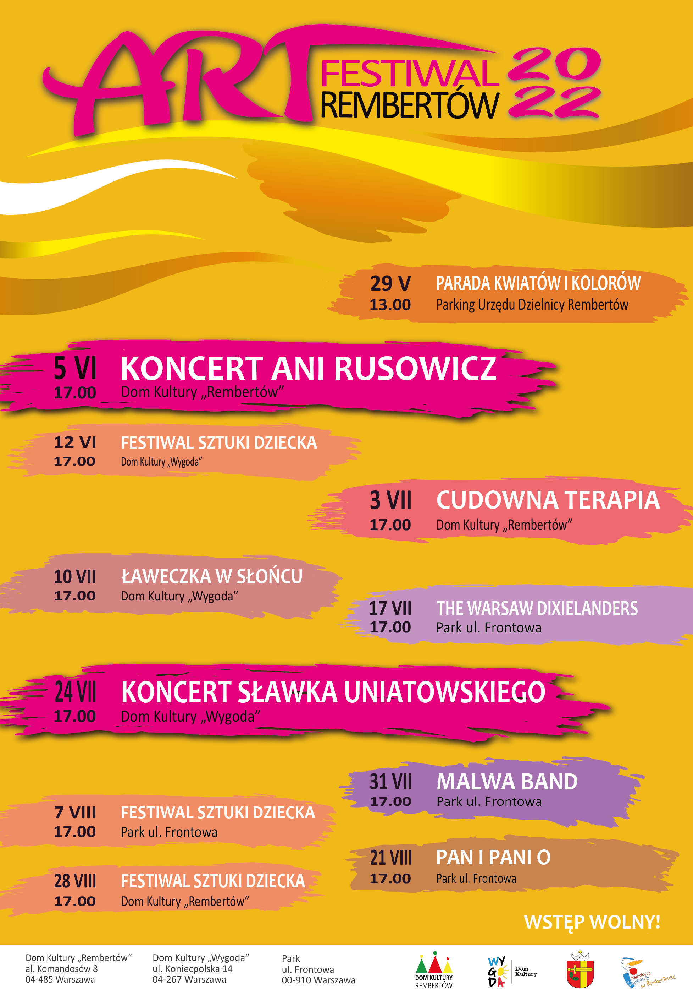 ART FESTIWAL 20
REMBERTÓW 22
29 V PARADA KWIATÓW I KOLORÓW
13.00 Parking Urzędu Dzielnicy Rembertów
5 VI KONCERT ANI RUSOWICZ
17.00 Dom Kultury „Rembertów”
12 VI FESTIWAL SZTUKI DZIECKA
17.00 Dom Kultury „Wygoda”
3 VII CUDOWNA TERAPIA
17.00 Dom Kultury „Rembertów”
10 VII ŁAWECZKA W SŁOŃCU
17.00 Dom Kultury „Wygoda”
17 VII THE WARSAW DIXIELANDERS
17.00 Park ul. Frontowa
24 VII KONCERT SŁAWKA UNIATOWSKIEGO
17.00 Dom Kultury „Wygoda”
31 VII MALWA BAND
17.00 Park ul. Frontowa
7 VIII FESTIWAL SZTUKI DZIECKA
17.00 Park ul. Frontowa
21 VIII PAN I PANI O
17.00 Park ul. Frontowa
28 VIII FESTIWAL SZTUKI DZIECKA
17.00 Dom Kultury „Rembertów”
WSTĘP WOLNY!
Dom Kultury „Rembertów”
al. Komandosów 8
04-485 Warszawa
Dom Kultury „Wygoda”
ul. Koniecpolska 14
04-267 Warszawa
Park
ul. Frontowa
00-910 Warszawa
DOM KULTURY
REMBERTÓW
WYGODA
Dom
Kultury
zakochaj się
w Warszawie
w Rembertowie